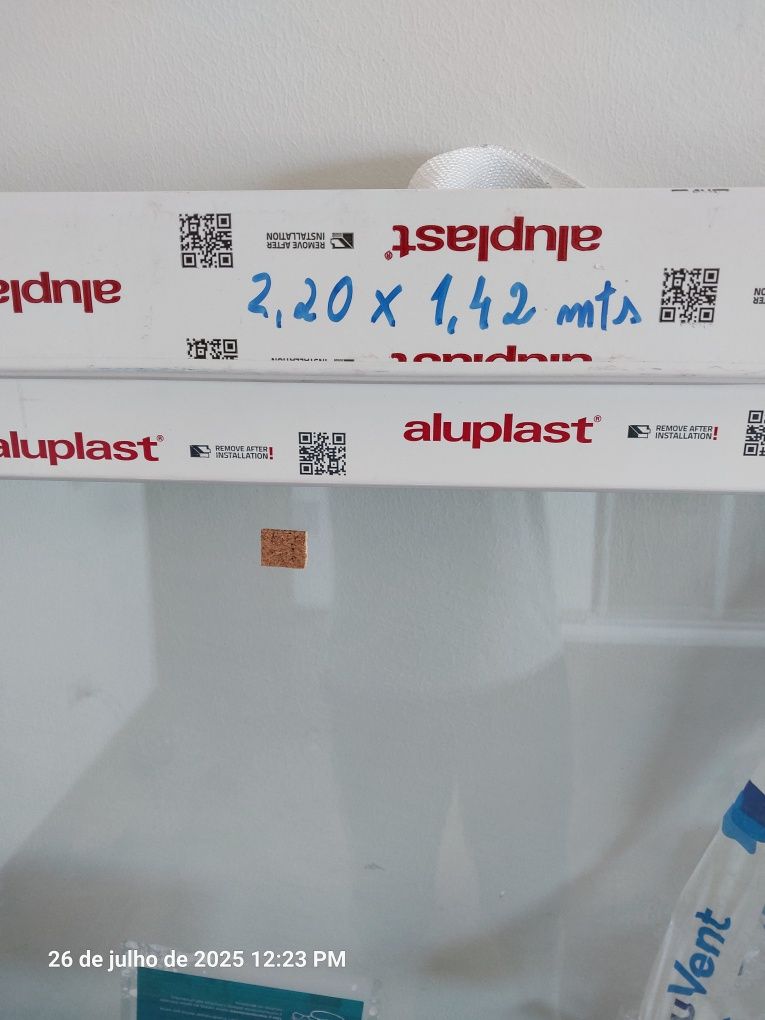 aluplast®
REMOVE AFTER
INSTALLATION
aluplast
2,20 x 1,42 mts
aluplast
aluplast®
REMOVE AFTER
INSTALLATION!
aluplast®
REMOVE AFTER
INSTALLATION!
Vent
26 de julho de 2025 12:23 PM